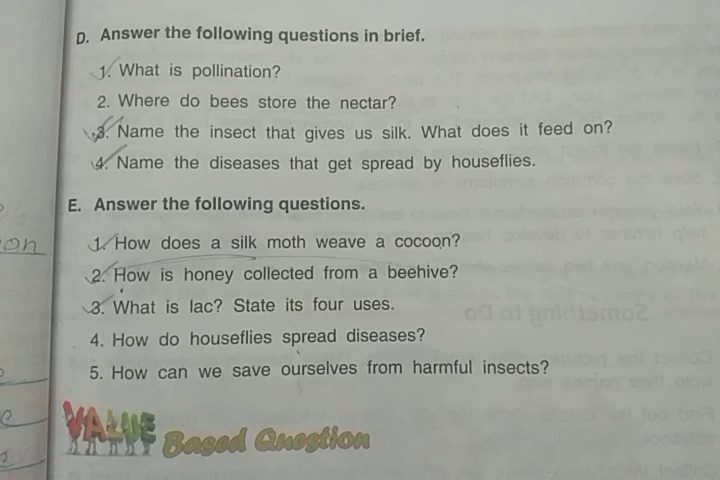 D. Answer the following questions in brief.
1. What is pollination?
2. Where do bees store the nectar?
3. Name the insect that gives us silk. What does it feed on?
4. Name the diseases that get spread by houseflies.
E. Answer the following questions.
1. How does a silk moth weave a cocoon?
2. How is honey collected from a beehive?
3. What is lac? State its four uses.
4. How do houseflies spread diseases?
5. How can we save ourselves from harmful insects?
VALUE
Based Question
on
Something to Do